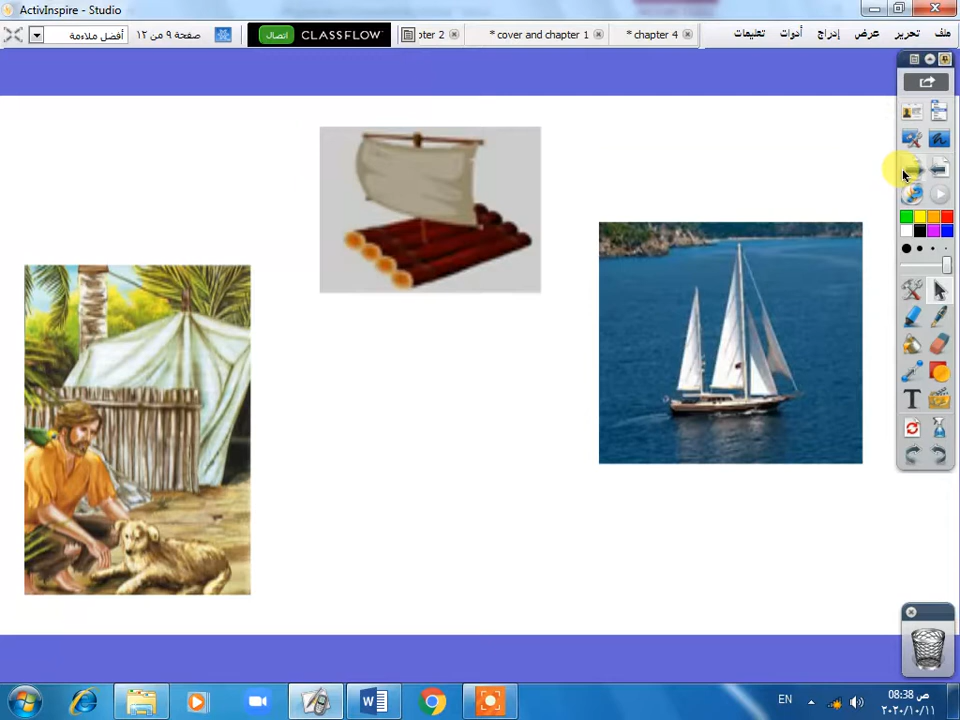 ActivInspire - Studio
ملف تحرير عرض إدراج أدوات تعليمات
* chapter 4
* cover and chapter 1
oter 2
CLASSFLOW اتصال
صفحة ٩ من ١٢
أفضل ملاءمة
T
EN
ص 08:38
٢٠٢٠/١٠/١١